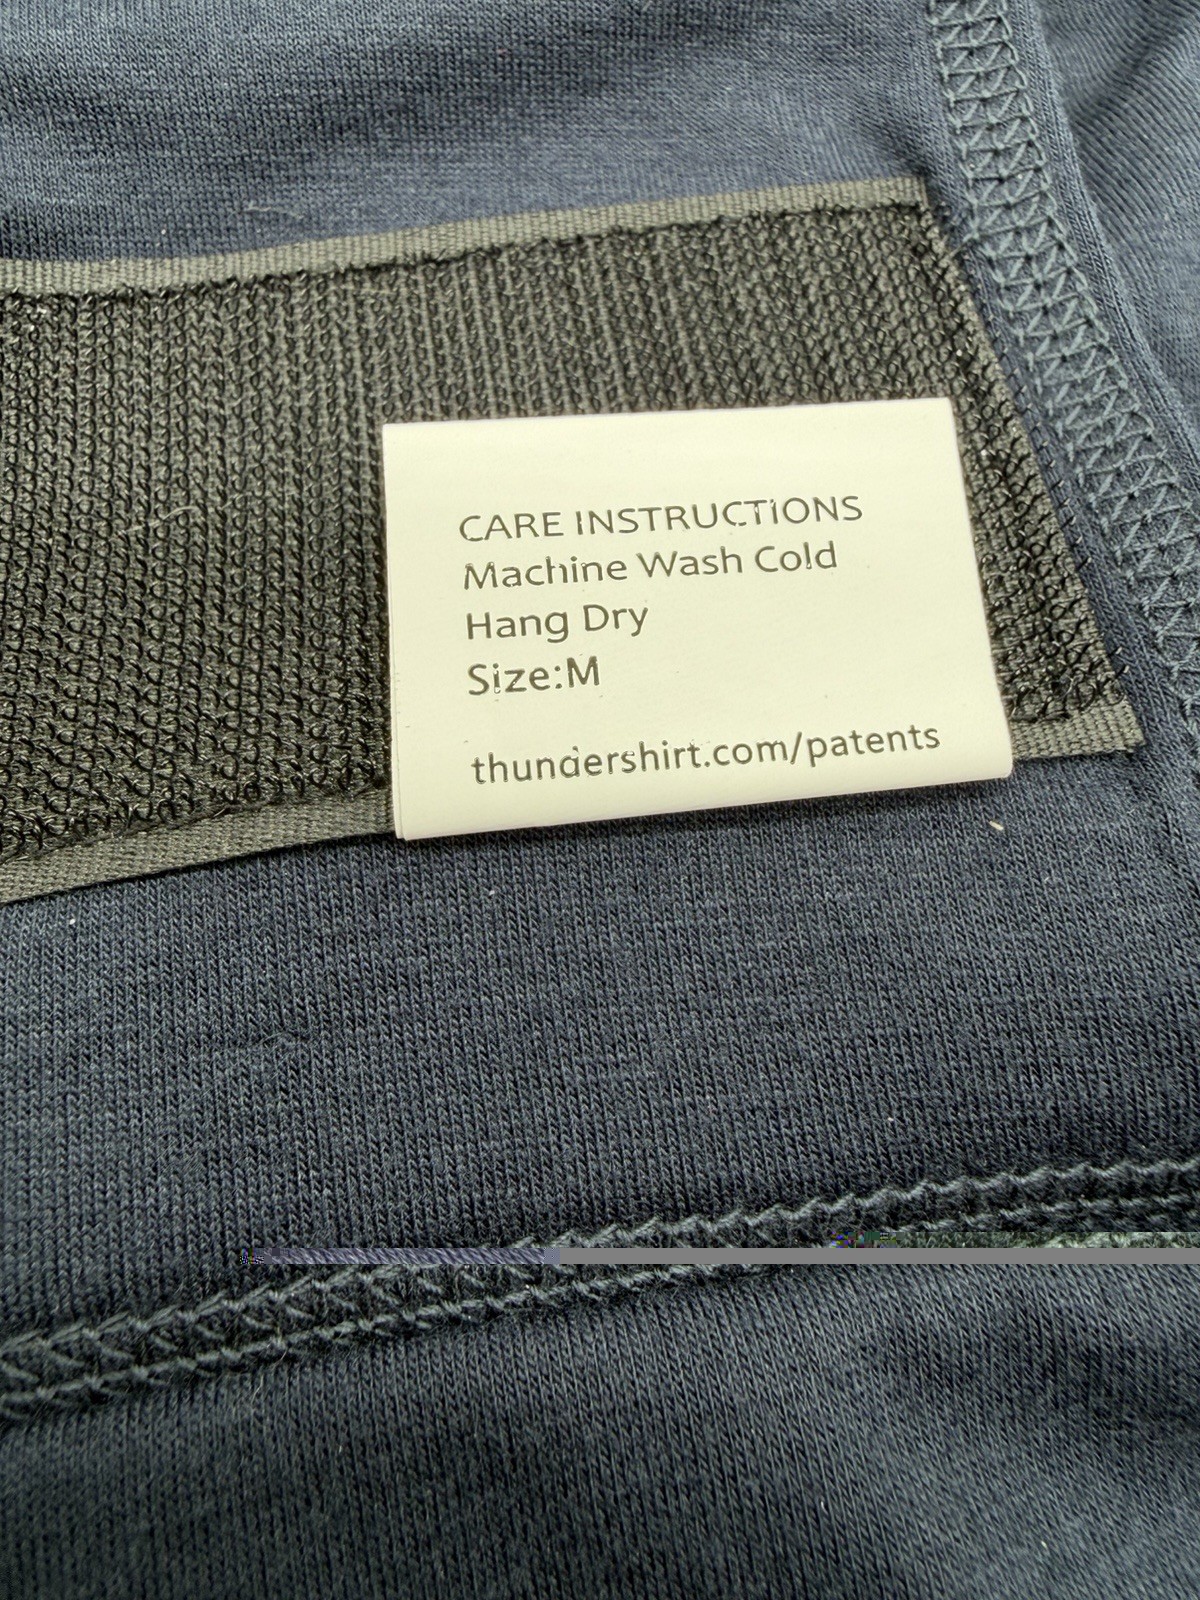 CARE INSTRUCTIONS
Machine Wash Cold
Hang Dry
Size:M
thundershirt.com/patents